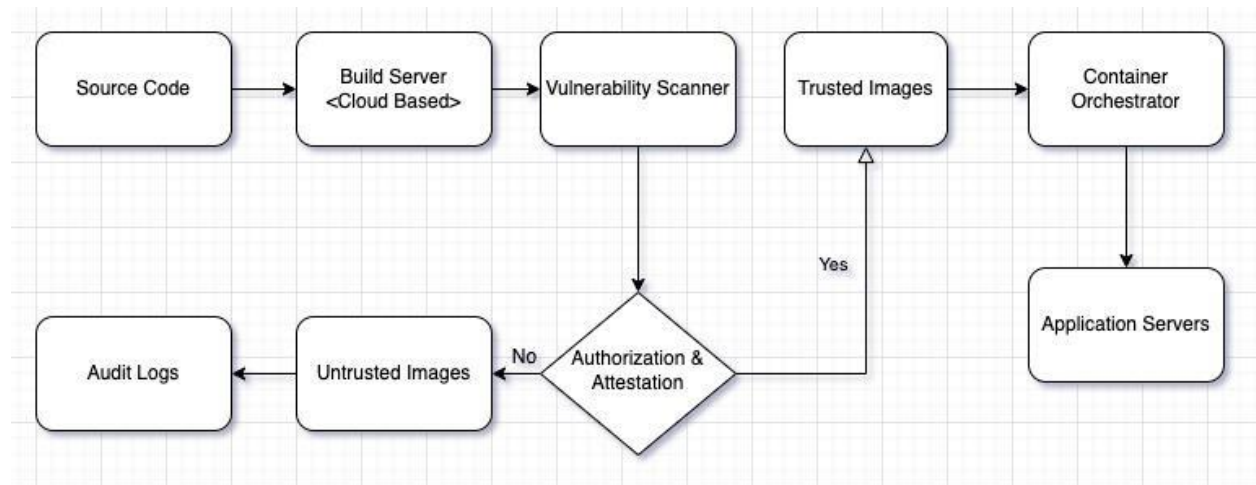 Source Code
Build Server
<Cloud Based>
Vulnerability Scanner
Trusted Images
Container
Orchestrator
Yes
Application Servers
Audit Logs
Untrusted Images
No
Authorization &
Attestation